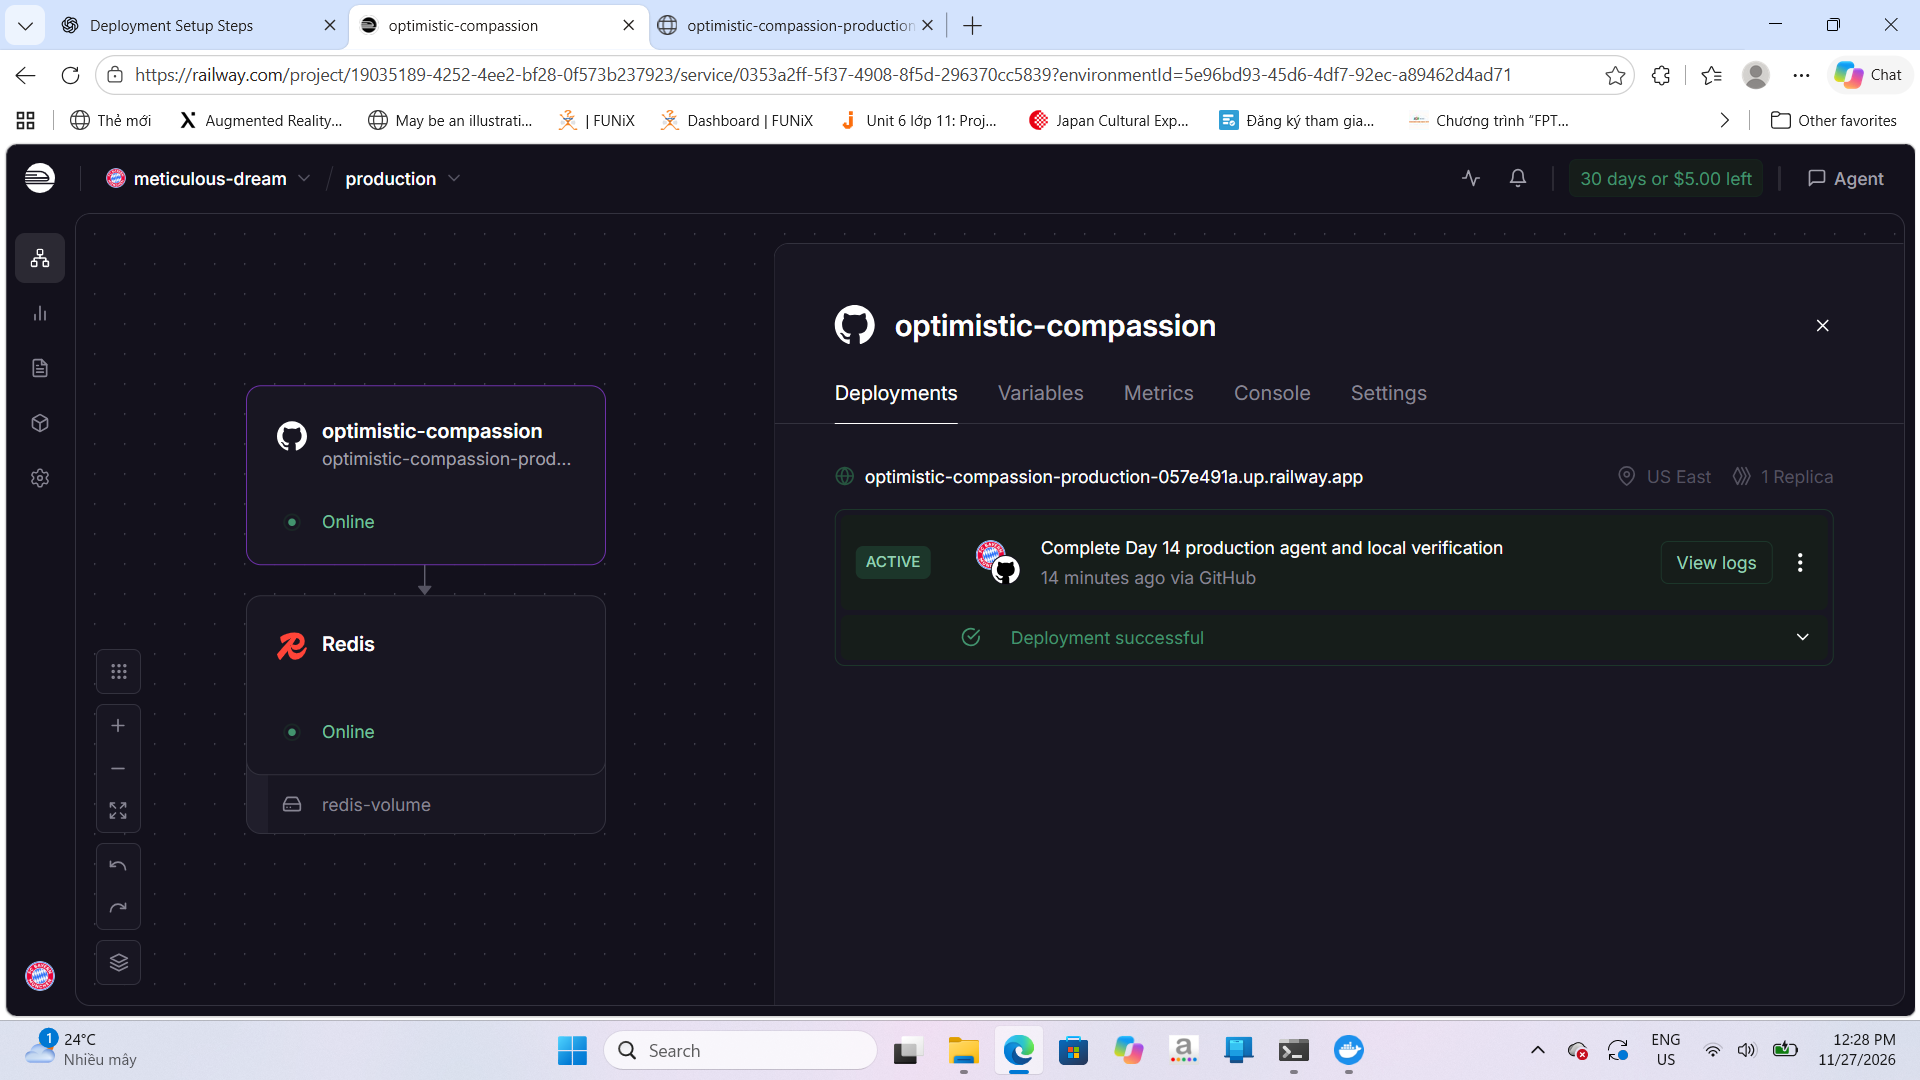 Deployment Setup Steps
optimistic-compassion
optimistic-compassion-production
https://railway.com/project/19035189-4252-4ee2-bf28-0f573b237923/service/0353a2ff-5f37-4908-8f5d-296370cc5839?environmentId=5e96bd93-45d6-4df7-92ec-a89462d4ad71
Chat
Thẻ mới
Augmented Reality...
May be an illustrati...
| FUNiX
Dashboard | FUNiX
Unit 6 lớp 11: Proj...
Japan Cultural Exp...
Đăng ký tham gia...
Chương trình “FPT...
Other favorites
meticulous-dream
/
production
30 days or $5.00 left
Agent
optimistic-compassion
optimistic-compassion-prod...
Online
Redis
Online
redis-volume
optimistic-compassion
Deployments
Variables
Metrics
Console
Settings
optimistic-compassion-production-057e491a.up.railway.app
US East
1 Replica
ACTIVE
Complete Day 14 production agent and local verification
14 minutes ago via GitHub
View logs
Deployment successful
1
24°C
Nhiều mây
Search
ENG
US
12:28 PM
11/27/2026